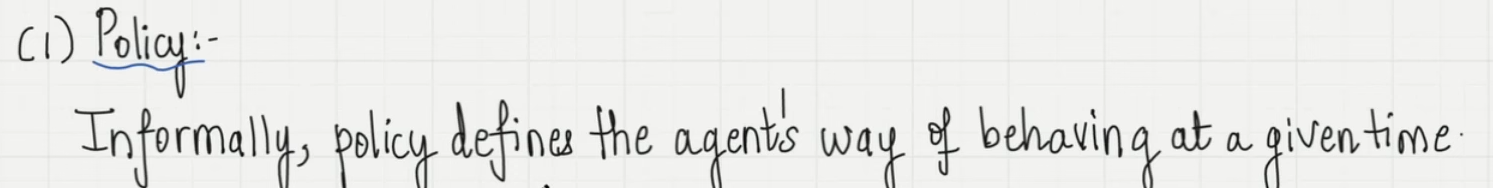 (1) Policy:-
Informally, policy defines the agent's way of behaving at a given time.